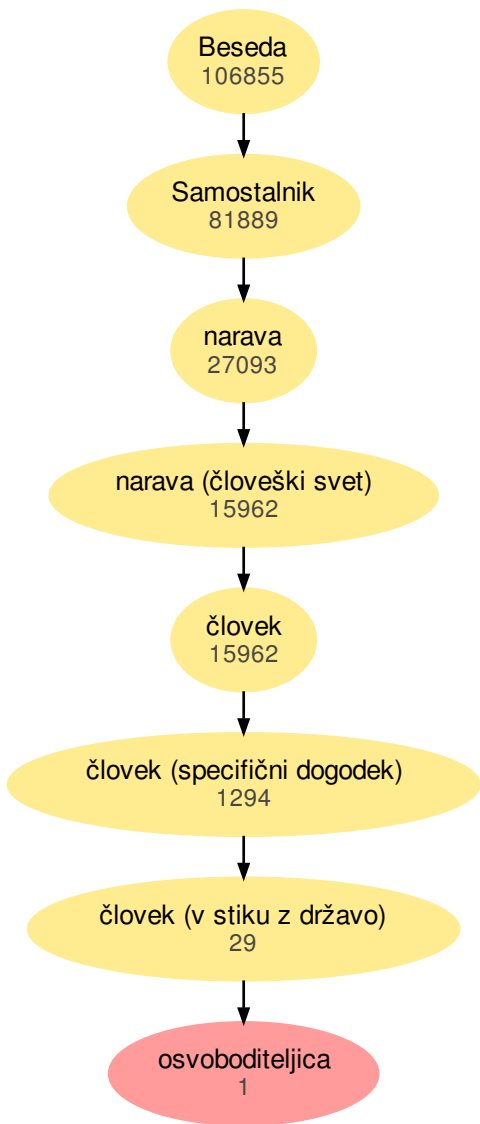 Beseda
106855
Samostalnik
81889
narava
27093
narava (človeški svet)
15962
človek
15962
človek (specifični dogodek)
1294
človek (v stiku z državo)
29
osvoboditeljica
1